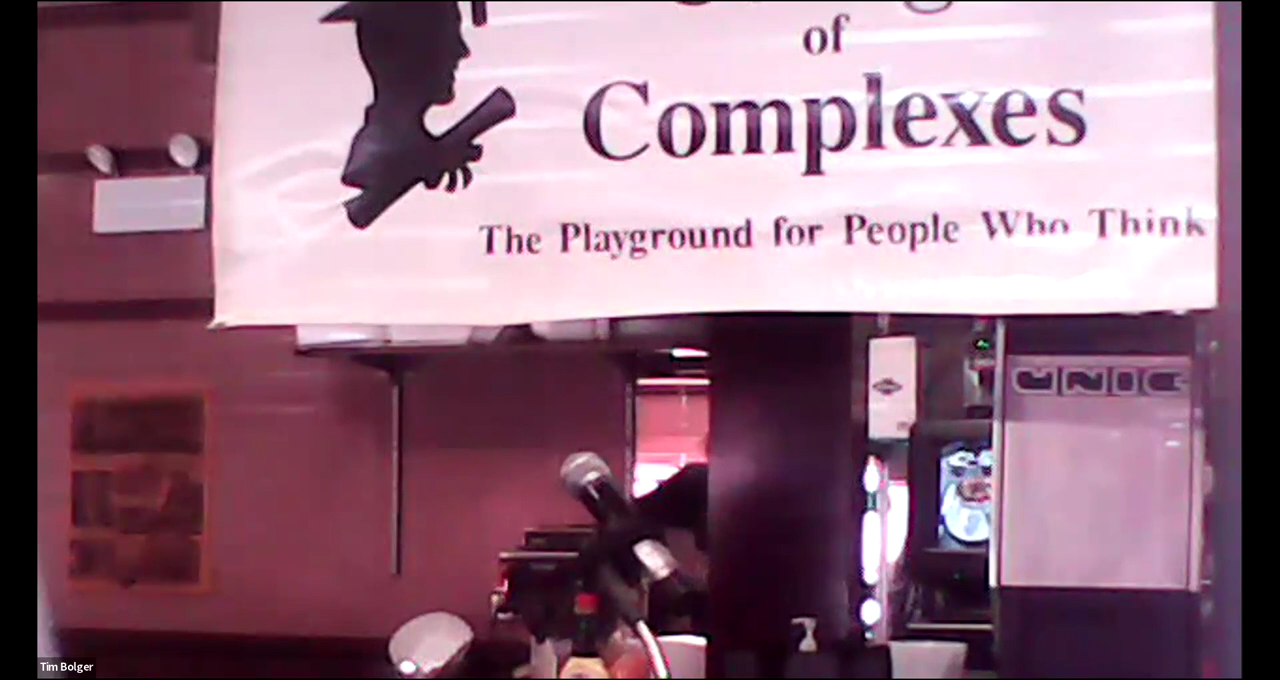 of
Complexes
The Playground for People Who Think
UNIC
Tim Bolger